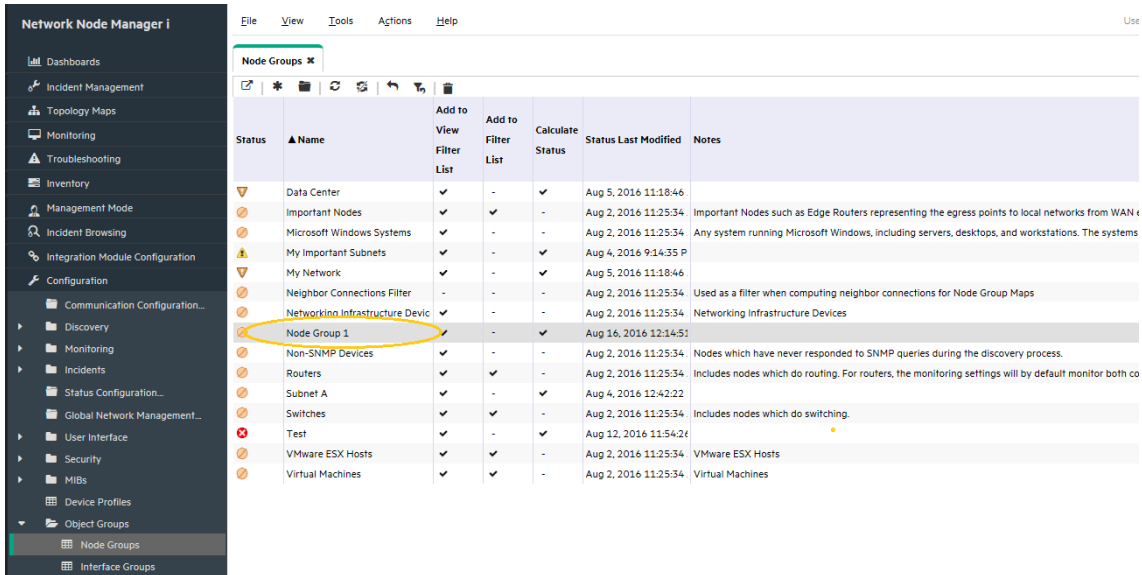 Network Node Manager i
File View Tools Actions Help Use
Node Groups ✖
Dashboards
Incident Management
Topology Maps
Monitoring
Troubleshooting
Inventory
Management Mode
Incident Browsing
Integration Module Configuration
Configuration
Communication Configuration...
Discovery
Monitoring
Incidents
Status Configuration...
Global Network Management...
User Interface
Security
MIBs
Device Profiles
Object Groups
Node Groups
Interface Groups
Status ▲Name Add to View Filter List Add to Filter List Calculate Status Status Last Modified Notes
Data Center ✔ - ✔ Aug 5, 2016 11:18:46
Important Nodes ✔ ✔ - Aug 2, 2016 11:25:34 Important Nodes such as Edge Routers representing the egress points to local networks from WAN e
Microsoft Windows Systems ✔ - - Aug 2, 2016 11:25:34 Any system running Microsoft Windows, including servers, desktops, and workstations. The systems
My Important Subnets ✔ - ✔ Aug 4, 2016 9:14:35 P
My Network ✔ - ✔ Aug 5, 2016 11:18:46
Neighbor Connections Filter - - - Aug 2, 2016 11:25:34 Used as a filter when computing neighbor connections for Node Group Maps
Networking Infrastructure Devic ✔ - - Aug 2, 2016 11:25:34 Networking Infrastructure Devices
Node Group 1 ✔ - ✔ Aug 16, 2016 12:14:51
Non-SNMP Devices ✔ - - Aug 2, 2016 11:25:34 Nodes which have never responded to SNMP queries during the discovery process.
Routers ✔ ✔ - Aug 2, 2016 11:25:34 Includes nodes which do routing. For routers, the monitoring settings will by default monitor both co
Subnet A ✔ - ✔ Aug 4, 2016 12:42:22
Switches ✔ ✔ - Aug 2, 2016 11:25:34 Includes nodes which do switching.
Test ✔ - ✔ Aug 12, 2016 11:54:26
VMware ESX Hosts ✔ ✔ - Aug 2, 2016 11:25:34 VMware ESX Hosts
Virtual Machines ✔ ✔ - Aug 2, 2016 11:25:34 Virtual Machines